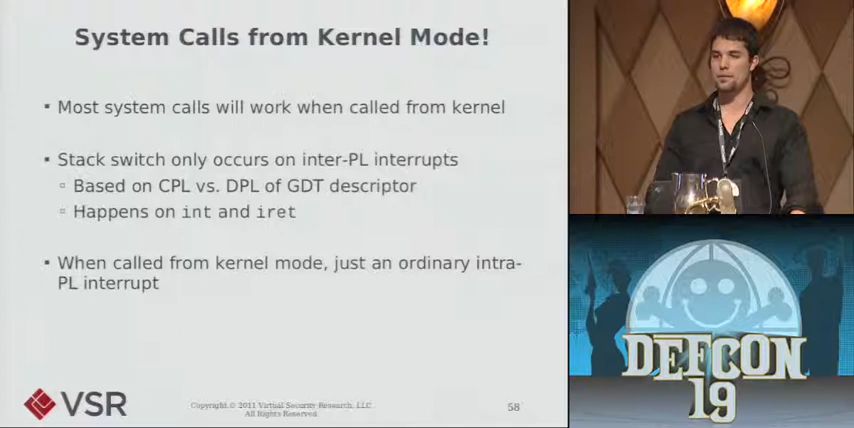 System Calls from Kernel Mode!
▪ Most system calls will work when called from kernel
▪ Stack switch only occurs on inter-PL interrupts
▫ Based on CPL vs. DPL of GDT descriptor
▫ Happens on int and iret
▪ When called from kernel mode, just an ordinary intra-
PL interrupt
VSR
Copyright © 2011 Virtual Security Research, LLC.
All Rights Reserved.
58
DEFCON
19